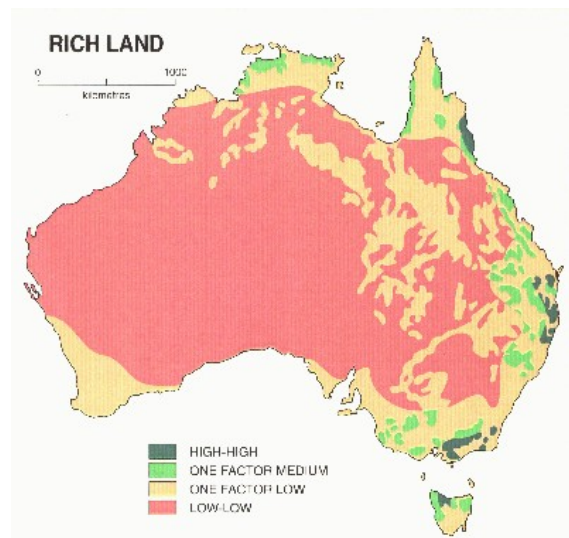 RICH LAND
0 1000
kilometres
HIGH-HIGH
ONE FACTOR MEDIUM
ONE FACTOR LOW
LOW-LOW